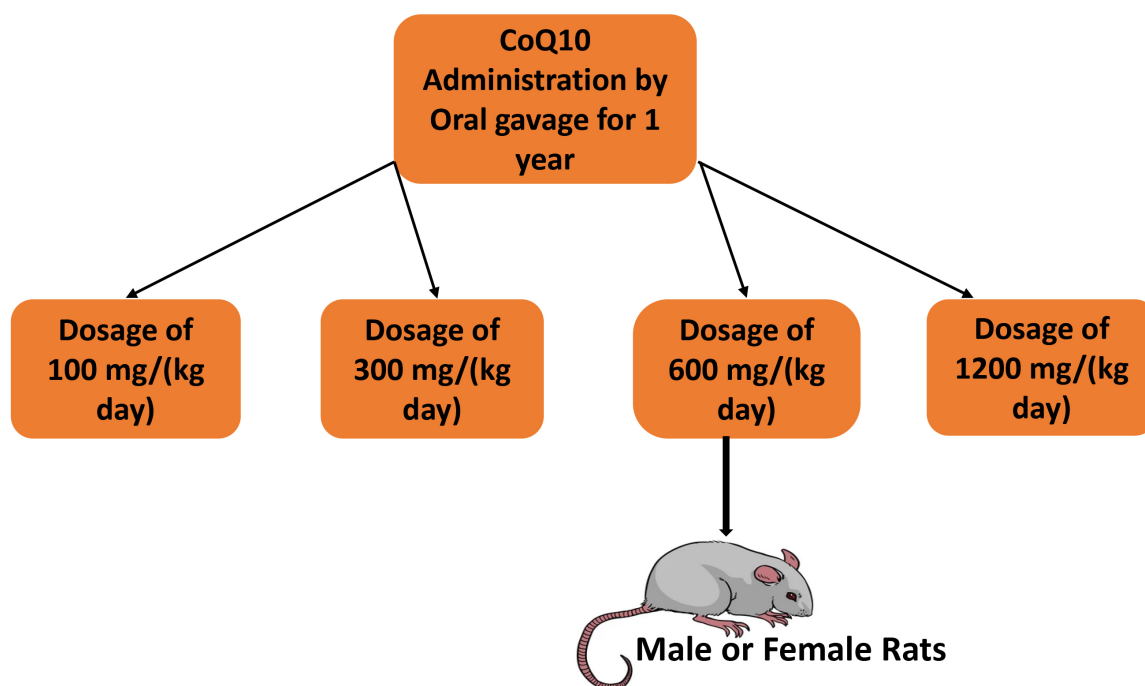 CoQ10
Administration by
Oral gavage for 1
year
Dosage of
100 mg/(kg
day)
Dosage of
300 mg/(kg
day)
Dosage of
600 mg/(kg
day)
Dosage of
1200 mg/(kg
day)
Male or Female Rats